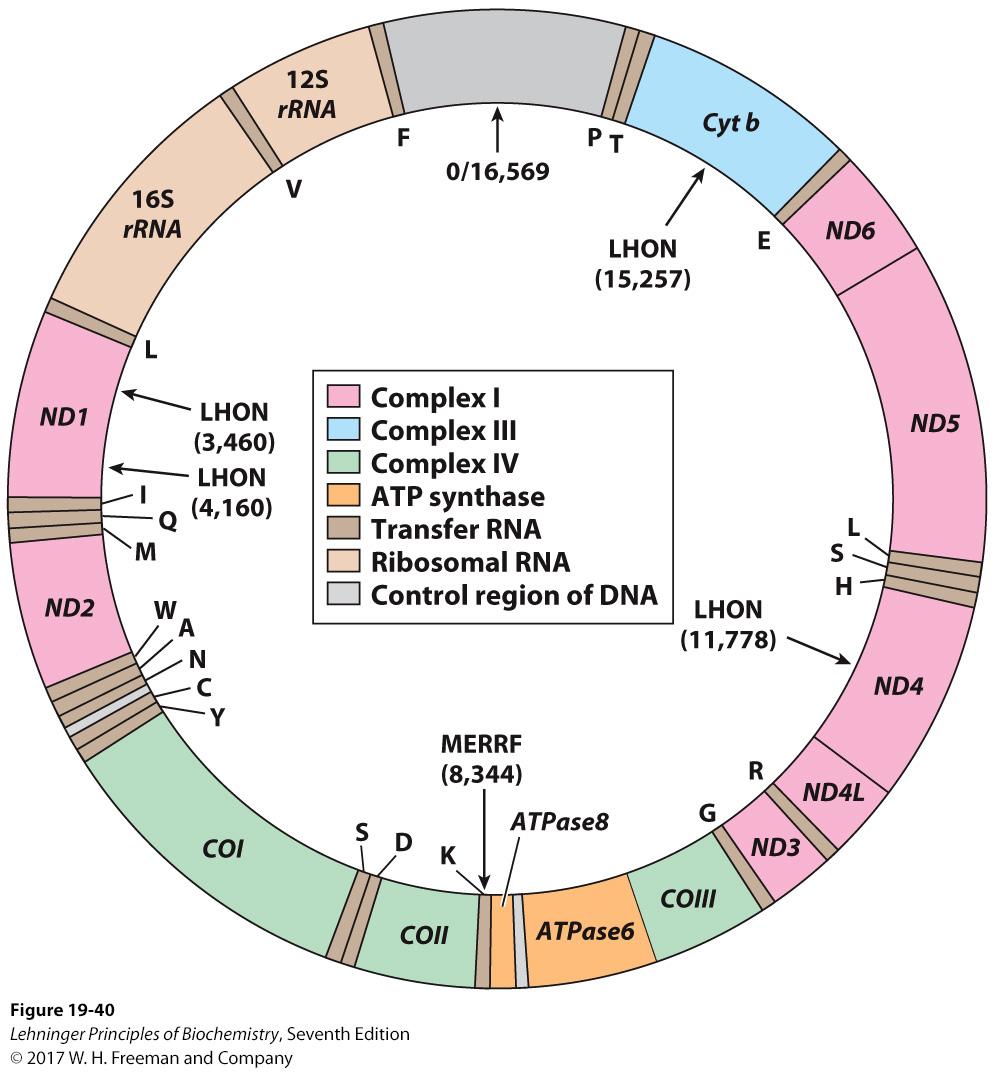 12S
rRNA
F
P
T
Cyt b
0/16,569
V
16S
rRNA
LHON
(15,257)
E
ND6
L
ND1
LHON
(3,460)
LHON
(4,160)
I
Q
M
ND2
Complex I
Complex III
Complex IV
ATP synthase
Transfer RNA
Ribosomal RNA
Control region of DNA
ND5
L
S
H
LHON
(11,778)
ND4
W
A
N
C
Y
MERRF
(8,344)
R
ND4L
G
ND3
ATPase8
COI
S
D
K
COII
ATPase6
COIII
Figure 19-40
Lehninger Principles of Biochemistry, Seventh Edition
© 2017 W. H. Freeman and Company